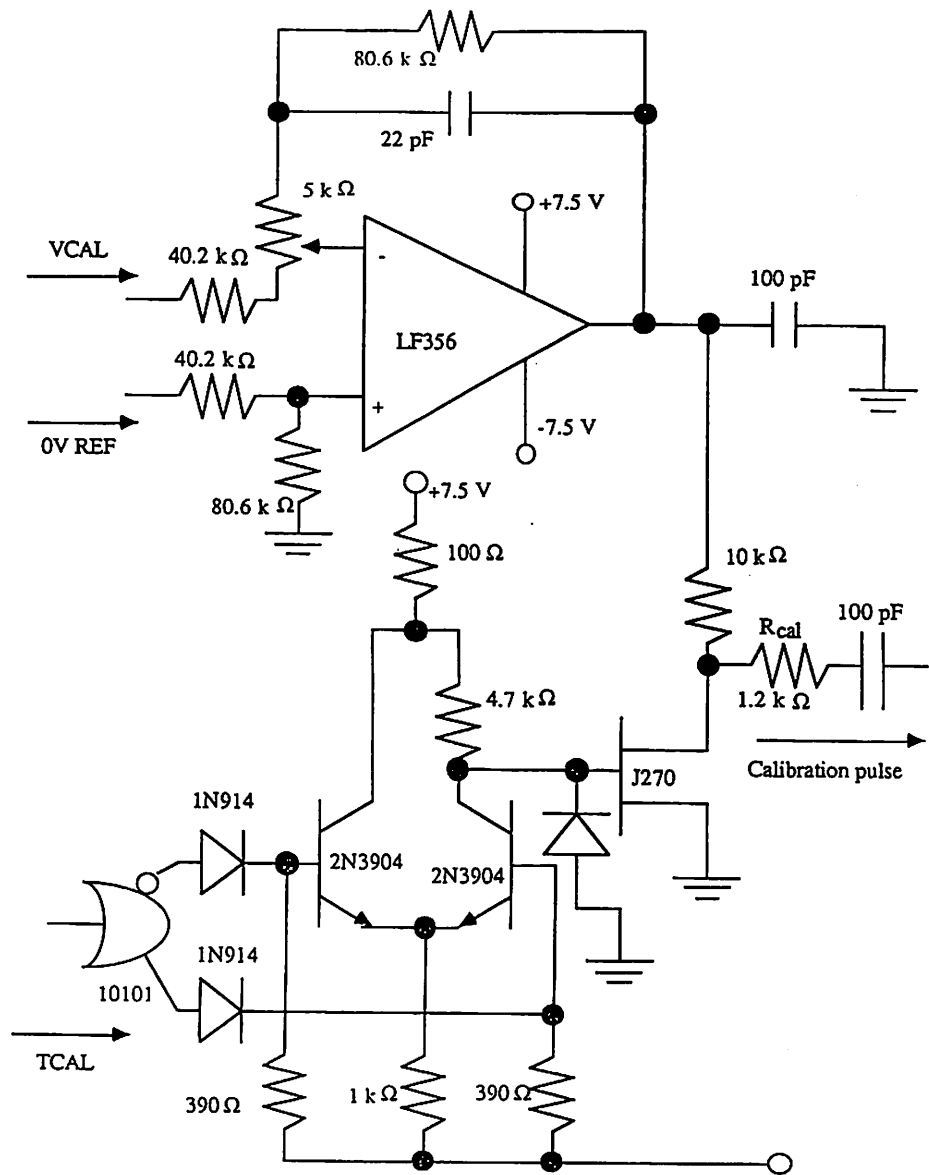 80.6 k Ω
22 pF
5 k Ω
+7.5 V
VCAL
40.2 k Ω
100 pF
-
LF356
40.2 k Ω
+
0V REF
-7.5 V
80.6 k Ω
+7.5 V
100 Ω
10 kΩ
100 pF
Rcal
4.7 k Ω
1.2 k Ω
J270
Calibration pulse
1N914
2N3904
2N3904
1N914
10101
TCAL
390 Ω
1 k Ω
390 Ω